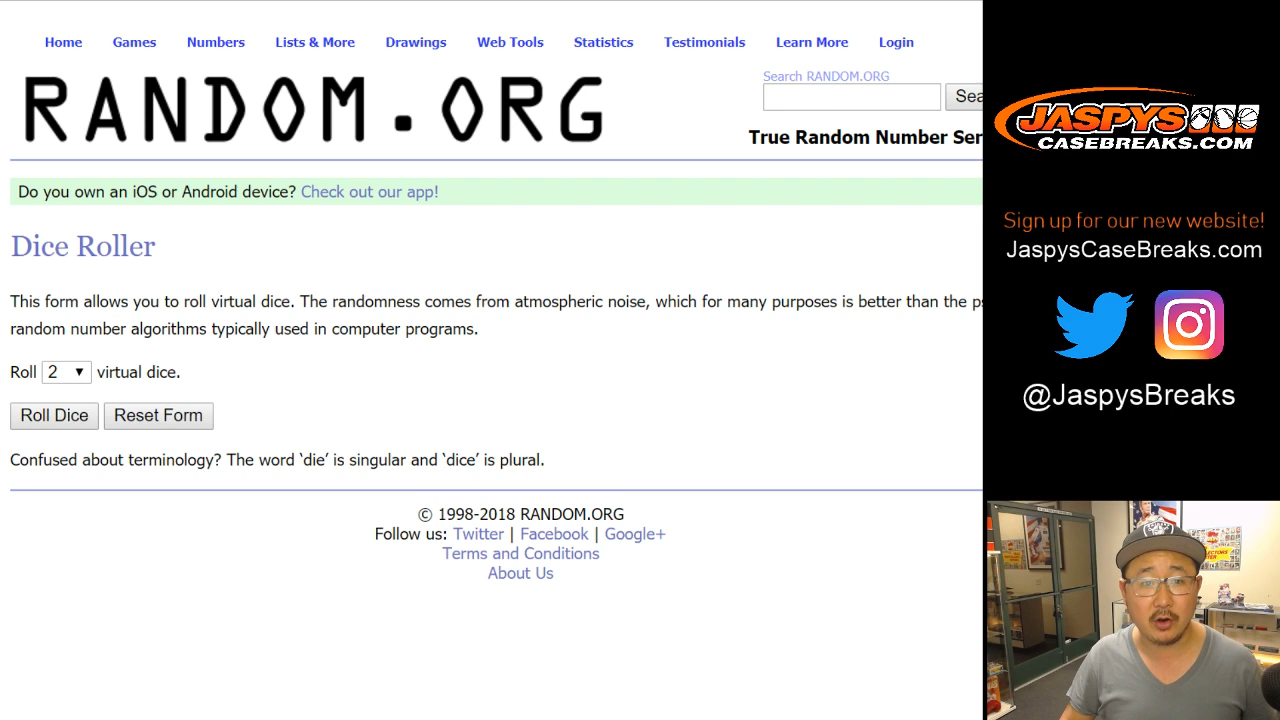 Home Games Numbers Lists & More Drawings Web Tools Statistics Testimonials Learn More Login
RANDOM.ORG
Search RANDOM.ORG
Sea
True Random Number Ser
Do you own an iOS or Android device? Check out our app!
Dice Roller
This form allows you to roll virtual dice. The randomness comes from atmospheric noise, which for many purposes is better than the ps
random number algorithms typically used in computer programs.
Roll 2 virtual dice.
Roll Dice Reset Form
Confused about terminology? The word ‘die’ is singular and ‘dice’ is plural.
© 1998-2018 RANDOM.ORG
Follow us: Twitter | Facebook | Google+
Terms and Conditions
About Us
JASPYS
CASEBREAKS.COM
Sign up for our new website!
JaspysCaseBreaks.com
@JaspysBreaks